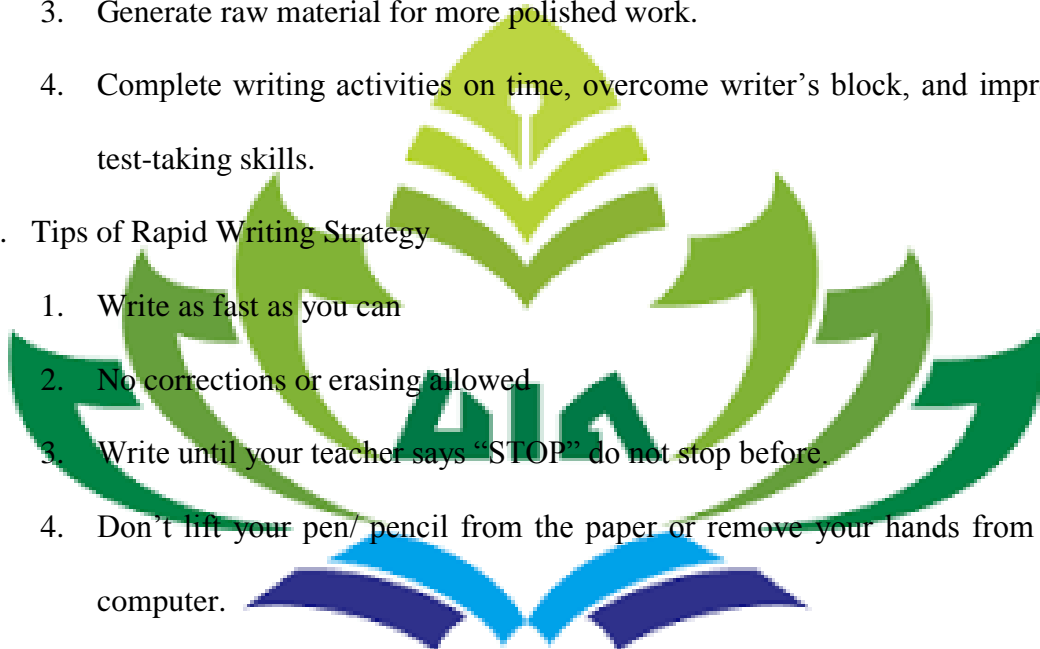 3. Generate raw material for more polished work.
4. Complete writing activities on time, overcome writer's block, and impr
test-taking skills.
. Tips of Rapid Writing Strategy
1. Write as fast as you can
2. No corrections or erasing allowed
3. Write until your teacher says “STOP” do not stop before.
4. Don't lift your pen/ pencil from the paper or remove your hands from
computer.